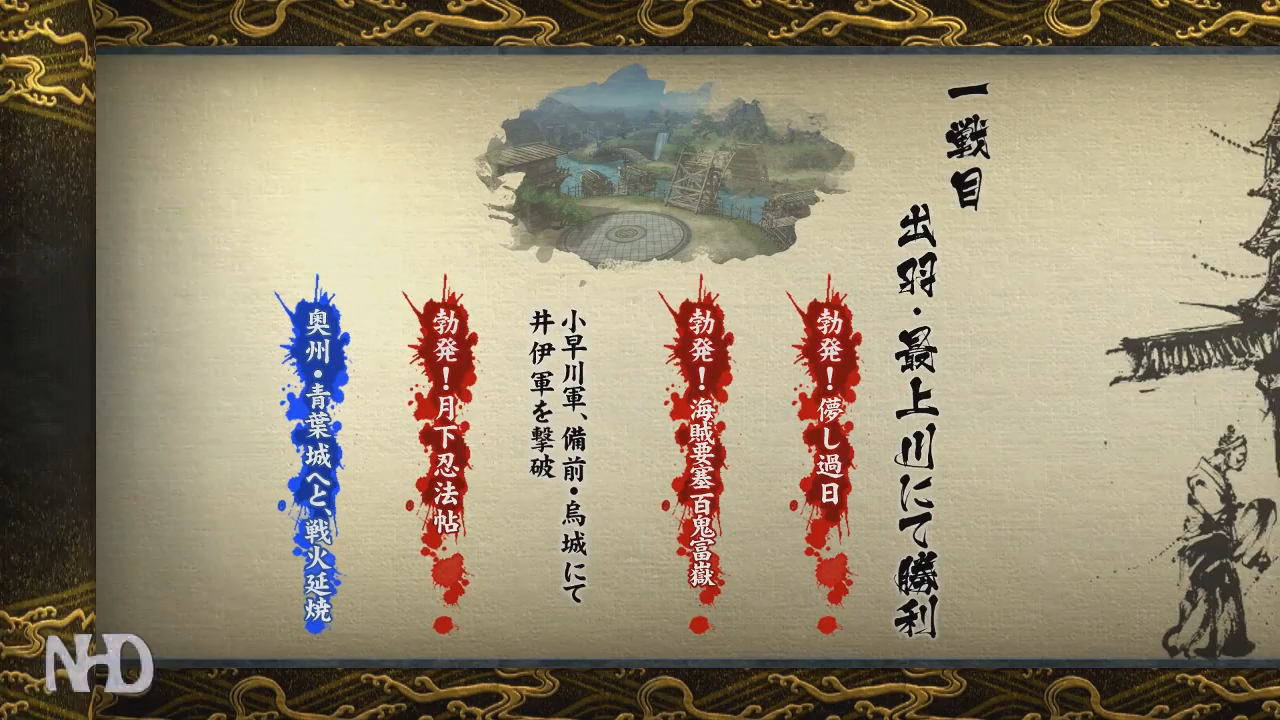 一戦目
出羽・最上川にて勝利
勃発！儚し過日
勃発！海賊要塞百鬼富嶽
小早川軍、備前・烏城にて
井伊軍を撃破
勃発！月下忍法帖
奥州・青葉城へと、戦火延焼
NHD